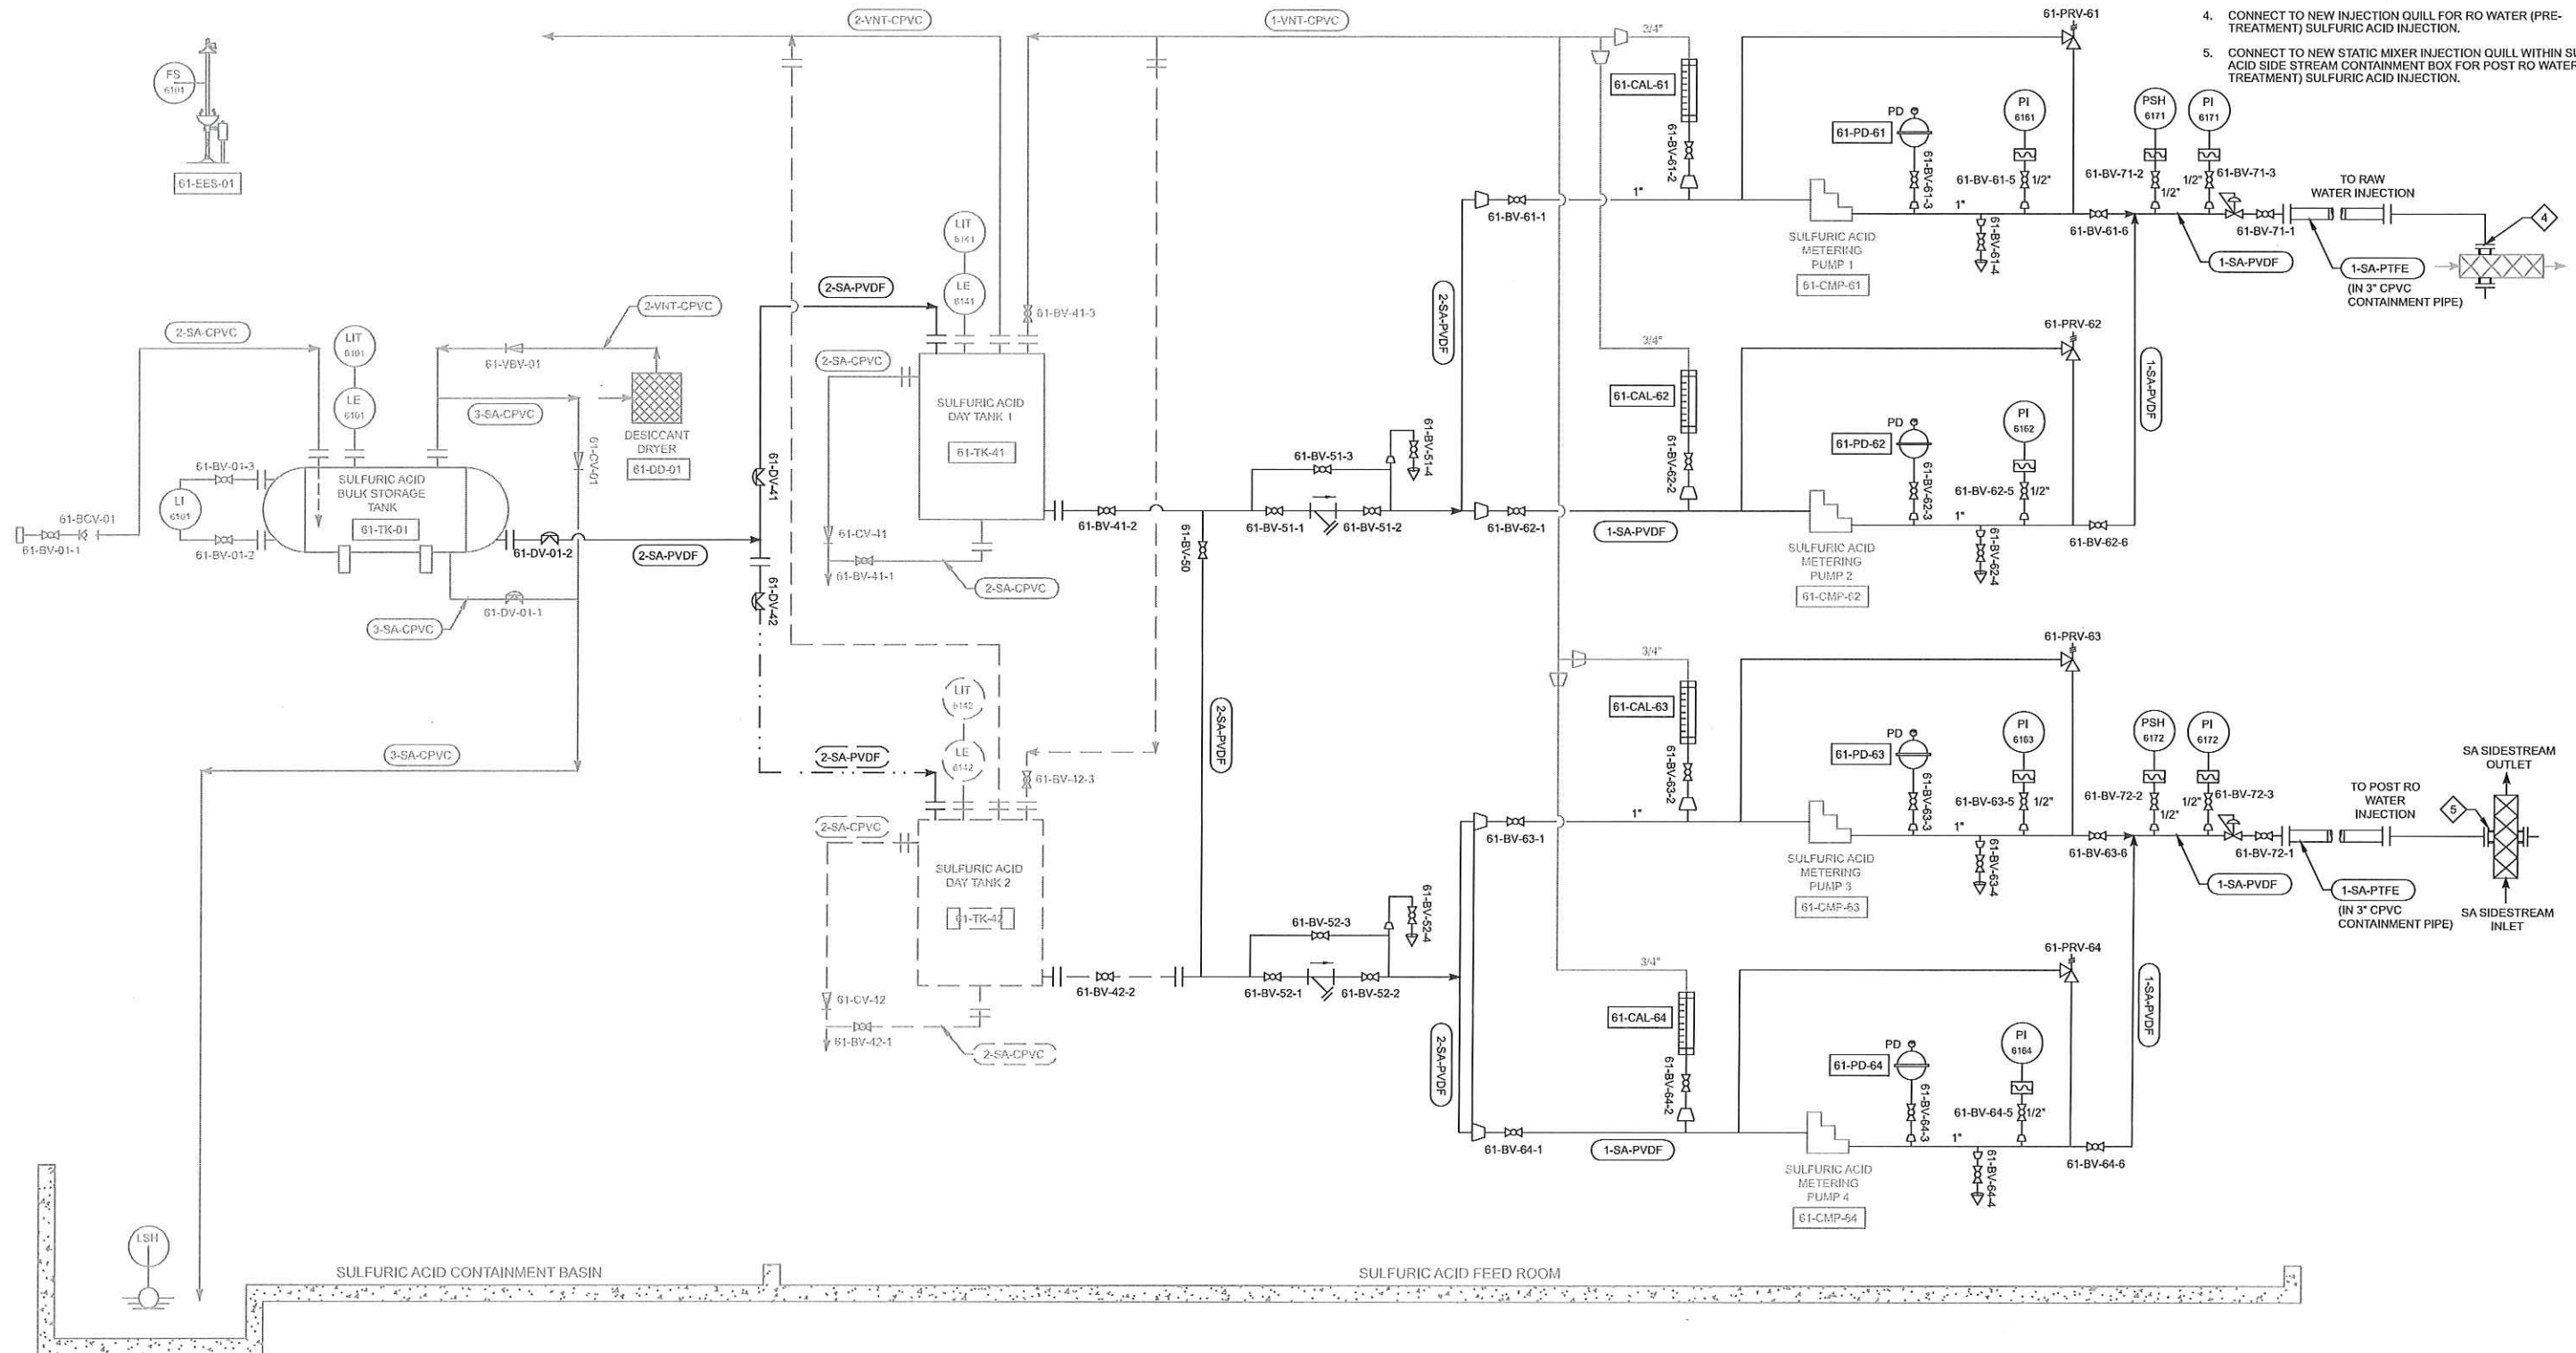 4. CONNECT TO NEW INJECTION QUILL FOR RO WATER (PRE-
TREATMENT) SULFURIC ACID INJECTION.
5. CONNECT TO NEW STATIC MIXER INJECTION QUILL WITHIN SU
ACID SIDE STREAM CONTAINMENT BOX FOR POST RO WATER
TREATMENT) SULFURIC ACID INJECTION.
FS
6101
61-EES-01
2-VNT-CPVC
1-VNT-CPVC
2-SA-CPVC
LIT
6101
LE
6101
61-VBV-01
2-VNT-CPVC
3-SA-CPVC
DESICCANT
DRYER
61-DD-01
61-CV-01
61-BV-01-3
LI
6101
61-BCV-01
61-BV-01-1
61-BV-01-2
SULFURIC ACID
BULK STORAGE
TANK
61-TK-01
61-DV-01-2
2-SA-PVDF
61-DV-01-1
3-SA-CPVC
3-SA-CPVC
61-DV-41
61-DV-42
2-SA-PVDF
LIT
6141
LE
6141
61-BV-41-3
2-SA-CPVC
SULFURIC ACID
DAY TANK 1
61-TK-41
61-CV-41
61-BV-41-1
2-SA-CPVC
61-BV-41-2
61-BV-50
2-SA-PVDF
2-SA-PVDF
LIT
6142
LE
6142
61-BV-42-3
2-SA-CPVC
SULFURIC ACID
DAY TANK 2
61-TK-42
61-CV-42
61-BV-42-1
2-SA-CPVC
61-BV-42-2
61-BV-51-3
61-BV-51-4
61-BV-51-1
61-BV-51-2
61-BV-52-3
61-BV-52-4
61-BV-52-1
61-BV-52-2
2-SA-PVDF
2-SA-PVDF
3/4"
61-CAL-61
61-BV-61-2
61-BV-61-1
1"
SULFURIC ACID
METERING
PUMP 1
61-CMP-61
PD
61-PD-61
61-BV-61-3
1"
61-BV-61-4
PI
6161
61-BV-61-5
1/2"
61-PRV-61
61-BV-61-6
PSH
6171
61-BV-71-2
1/2"
PI
6171
1/2"
61-BV-71-3
61-BV-71-1
1-SA-PVDF
TO RAW
WATER INJECTION
1-SA-PTFE
(IN 3" CPVC
CONTAINMENT PIPE)
4
3/4"
61-CAL-62
61-BV-62-2
61-BV-62-1
1-SA-PVDF
SULFURIC ACID
METERING
PUMP 2
61-CMP-62
PD
61-PD-62
61-BV-62-3
1"
61-BV-62-4
PI
6162
61-BV-62-5
1/2"
61-PRV-62
61-BV-62-6
1-SA-PVDF
3/4"
61-CAL-63
61-BV-63-2
61-BV-63-1
1"
SULFURIC ACID
METERING
PUMP 3
61-CMP-63
PD
61-PD-63
61-BV-63-3
1"
61-BV-63-4
PI
6163
61-BV-63-5
1/2"
61-PRV-63
61-BV-63-6
PSH
6172
61-BV-72-2
1/2"
PI
6172
1/2"
61-BV-72-3
61-BV-72-1
1-SA-PVDF
TO POST RO
WATER
INJECTION
1-SA-PTFE
(IN 3" CPVC
CONTAINMENT PIPE)
5
SA SIDESTREAM
OUTLET
SA SIDESTREAM
INLET
3/4"
61-CAL-64
61-BV-64-2
61-BV-64-1
1-SA-PVDF
SULFURIC ACID
METERING
PUMP 4
61-CMP-64
PD
61-PD-64
61-BV-64-3
1"
61-BV-64-4
PI
6164
61-BV-64-5
1/2"
61-PRV-64
61-BV-64-6
1-SA-PVDF
LSH
SULFURIC ACID CONTAINMENT BASIN
SULFURIC ACID FEED ROOM